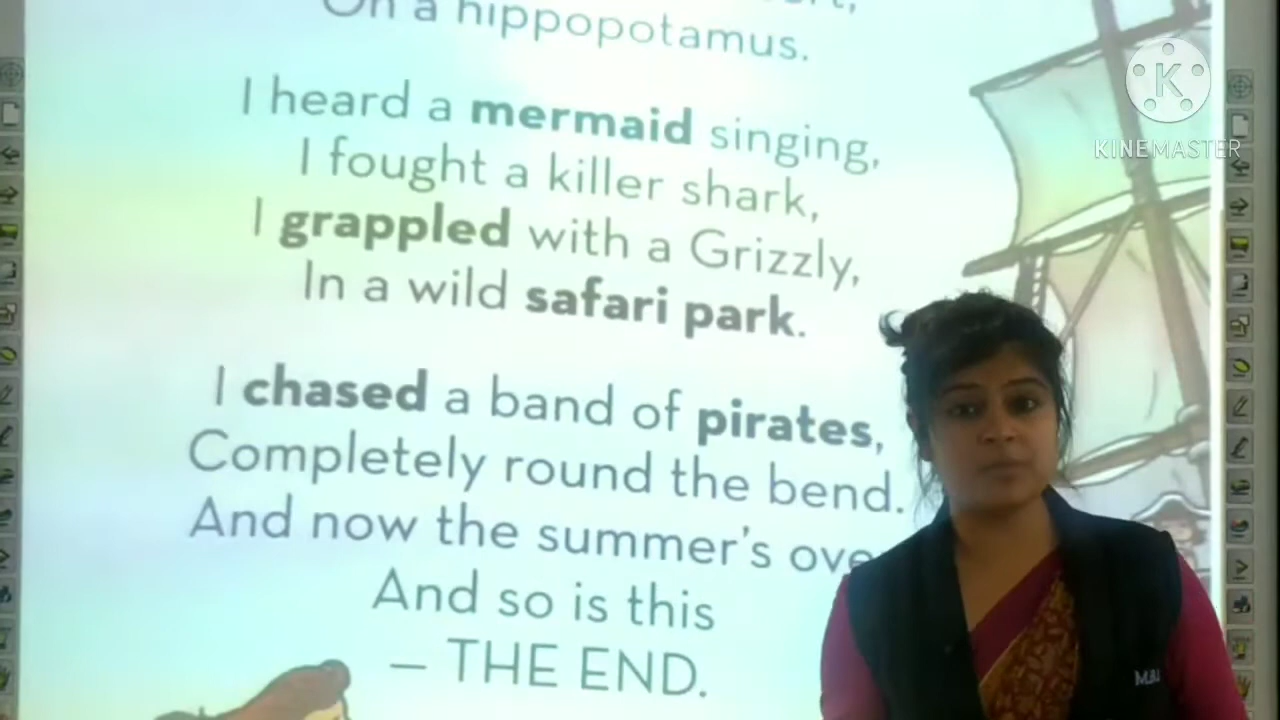 On a hippopotamus.
I heard a mermaid singing,
I fought a killer shark,
I grappled with a Grizzly,
In a wild safari park.
I chased a band of pirates,
Completely round the bend.
And now the summer's ove
And so is this
– THE END.
K
KINEMASTER